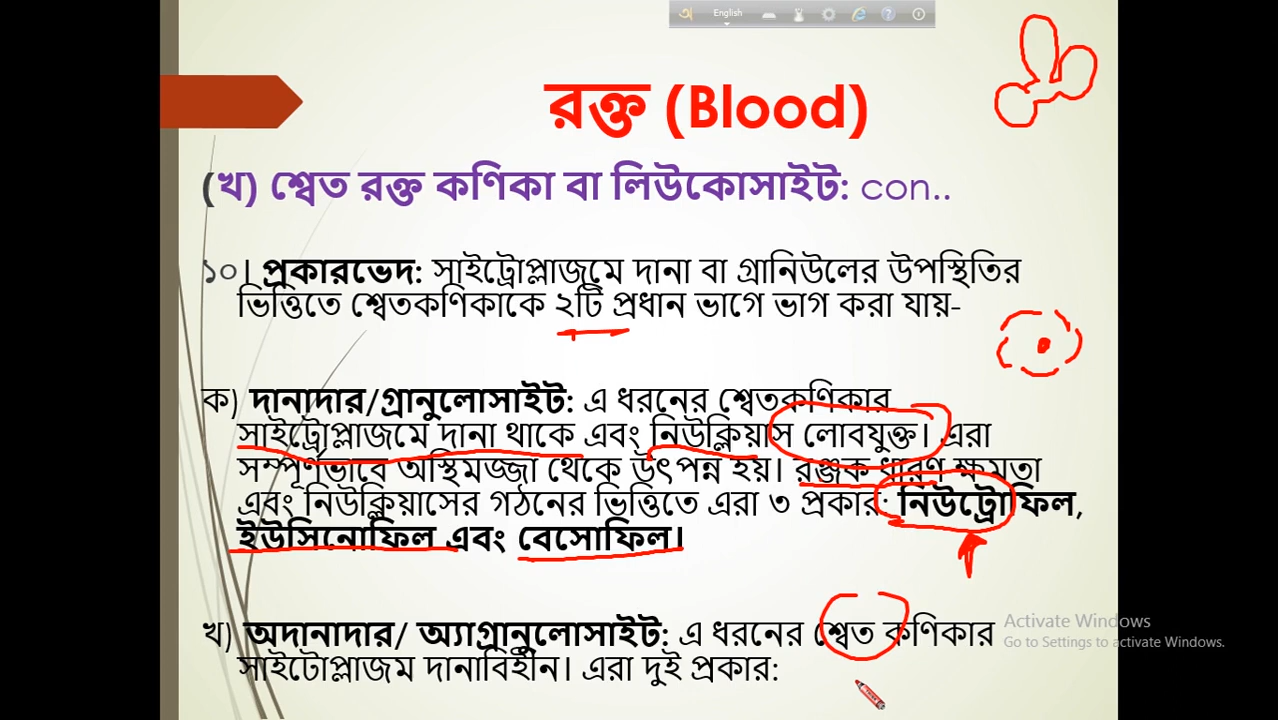 English
রক্ত (Blood)
(খ) শ্বেত রক্ত কণিকা বা লিউকোসাইট: con..
১০। প্রকারভেদ: সাইট্রোপ্লাজমে দানা বা গ্রানিউলের উপস্থিতির
ভিত্তিতে শ্বেতকণিকাকে ২টি প্রধান ভাগে ভাগ করা যায়-
ক) দানাদার/গ্রানুলোসাইট: এ ধরনের শ্বেতকণিকার
সাইট্রোপ্লাজমে দানা থাকে এবং নিউক্লিয়াস লোবযুক্ত। এরা
সম্পূর্ণভাবে অস্থিমজ্জা থেকে উৎপন্ন হয়। রঞ্জক ধারণ ক্ষমতা
এবং নিউক্লিয়াসের গঠনের ভিত্তিতে এরা ৩ প্রকার: নিউট্রোফিল,
ইউসিনোফিল এবং বেসোফিল।
খ) অদানাদার/ অ্যাগ্রানুলোসাইট: এ ধরনের শ্বেত কণিকার
সাইটোপ্লাজম দানাবিহীন। এরা দুই প্রকার:
Activate Windows
Go to Settings to activate Windows.